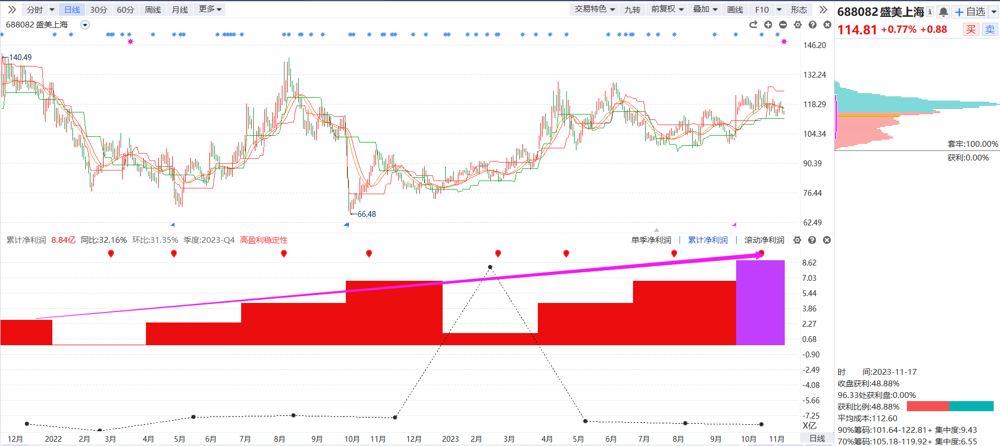 分时 日线 30分 60分 周线 月线 更多 交易特色 九转 前复权 叠加 画线 F10 形态
688082 盛美上海 i 自选
114.81 +0.77% +0.88 买 卖
688082 盛美上海
140.49
66.48
146.20
132.24
118.29
104.34
90.39
76.44
62.49
套牢:100.00%
获利:0.00%
累计净利润 8.84亿 同比:32.16% 环比:31.35% 季度:2023-Q4 高盈利稳定性 单季净利润 | 累计净利润 | 滚动净利润
8.62
7.03
5.44
3.86
2.27
0.68
-0.90
-2.49
-4.08
-5.66
-7.25
X亿
12月 2022 2月 3月 4月 5月 6月 7月 8月 9月 10月 11月 12月 2023 2月 3月 4月 5月 6月 7月 8月 9月 10月 11月 日线
时 间:2023-11-17
收盘获利:48.88%
96.33处获利盘:0.00%
获利比例:48.88%
平均成本:112.60
90%筹码:101.64-122.81+ 集中度:9.43
70%筹码:105.18-119.92+ 集中度:6.55